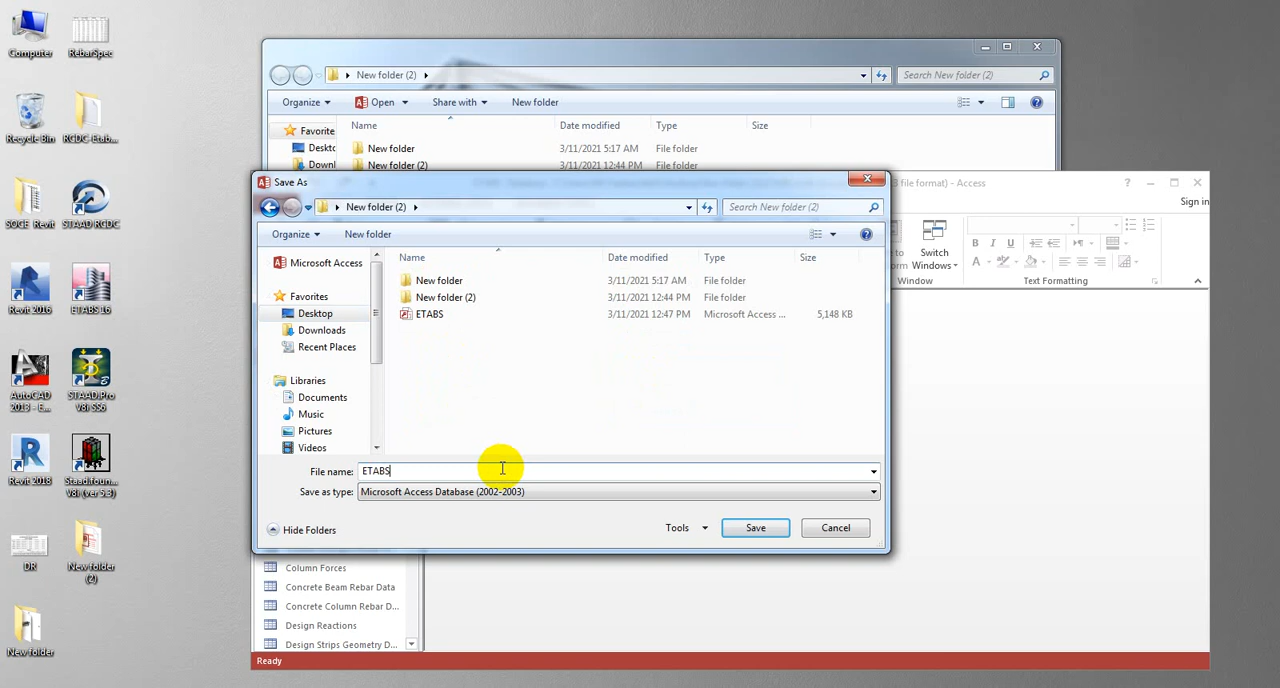 Computer
RebarSpec
Recycle Bin
RCDC-Etab...
SOCE_Revit
STAAD RCDC
Revit 2016
ETABS 16
AutoCAD
2013 - E...
STAAD.Pro
V8i SS6
Revit 2018
Staad.foun...
V8i (ver 5.3)
DR
New folder
(2)
New folder
New folder (2)
Search New folder (2)
Organize
Open
Share with
New folder
Favorite
Name
Date modified
Type
Size
Deskto
New folder
3/11/2021 5:17 AM
File folder
Downl
New folder (2)
3/11/2021 12:44 PM
File folder
Save As
3 file format) - Access
Sign in
New folder (2)
Search New folder (2)
Organize
New folder
Microsoft Access
Name
Date modified
Type
Size
New folder
3/11/2021 5:17 AM
File folder
Favorites
New folder (2)
3/11/2021 12:44 PM
File folder
Desktop
ETABS
3/11/2021 12:47 PM
Microsoft Access ...
5,148 KB
Downloads
Recent Places
Libraries
Documents
Music
Pictures
Videos
File name: ETABS
Save as type: Microsoft Access Database (2002-2003)
Hide Folders
Tools
Save
Cancel
Switch
Windows
Window
B I U
A
Text Formatting
Column Forces
Concrete Beam Rebar Data
Concrete Column Rebar D...
Design Reactions
Design Strips Geometry D...
Ready